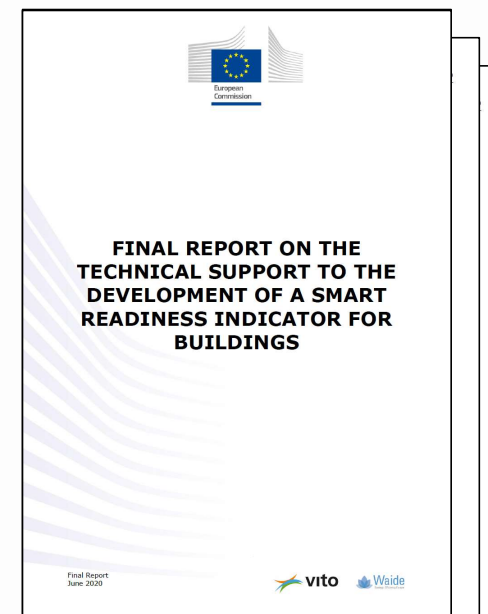 European
Commission
FINAL REPORT ON THE
TECHNICAL SUPPORT TO THE
DEVELOPMENT OF A SMART
READINESS INDICATOR FOR
BUILDINGS
Final Report
June 2020
vito
Waide